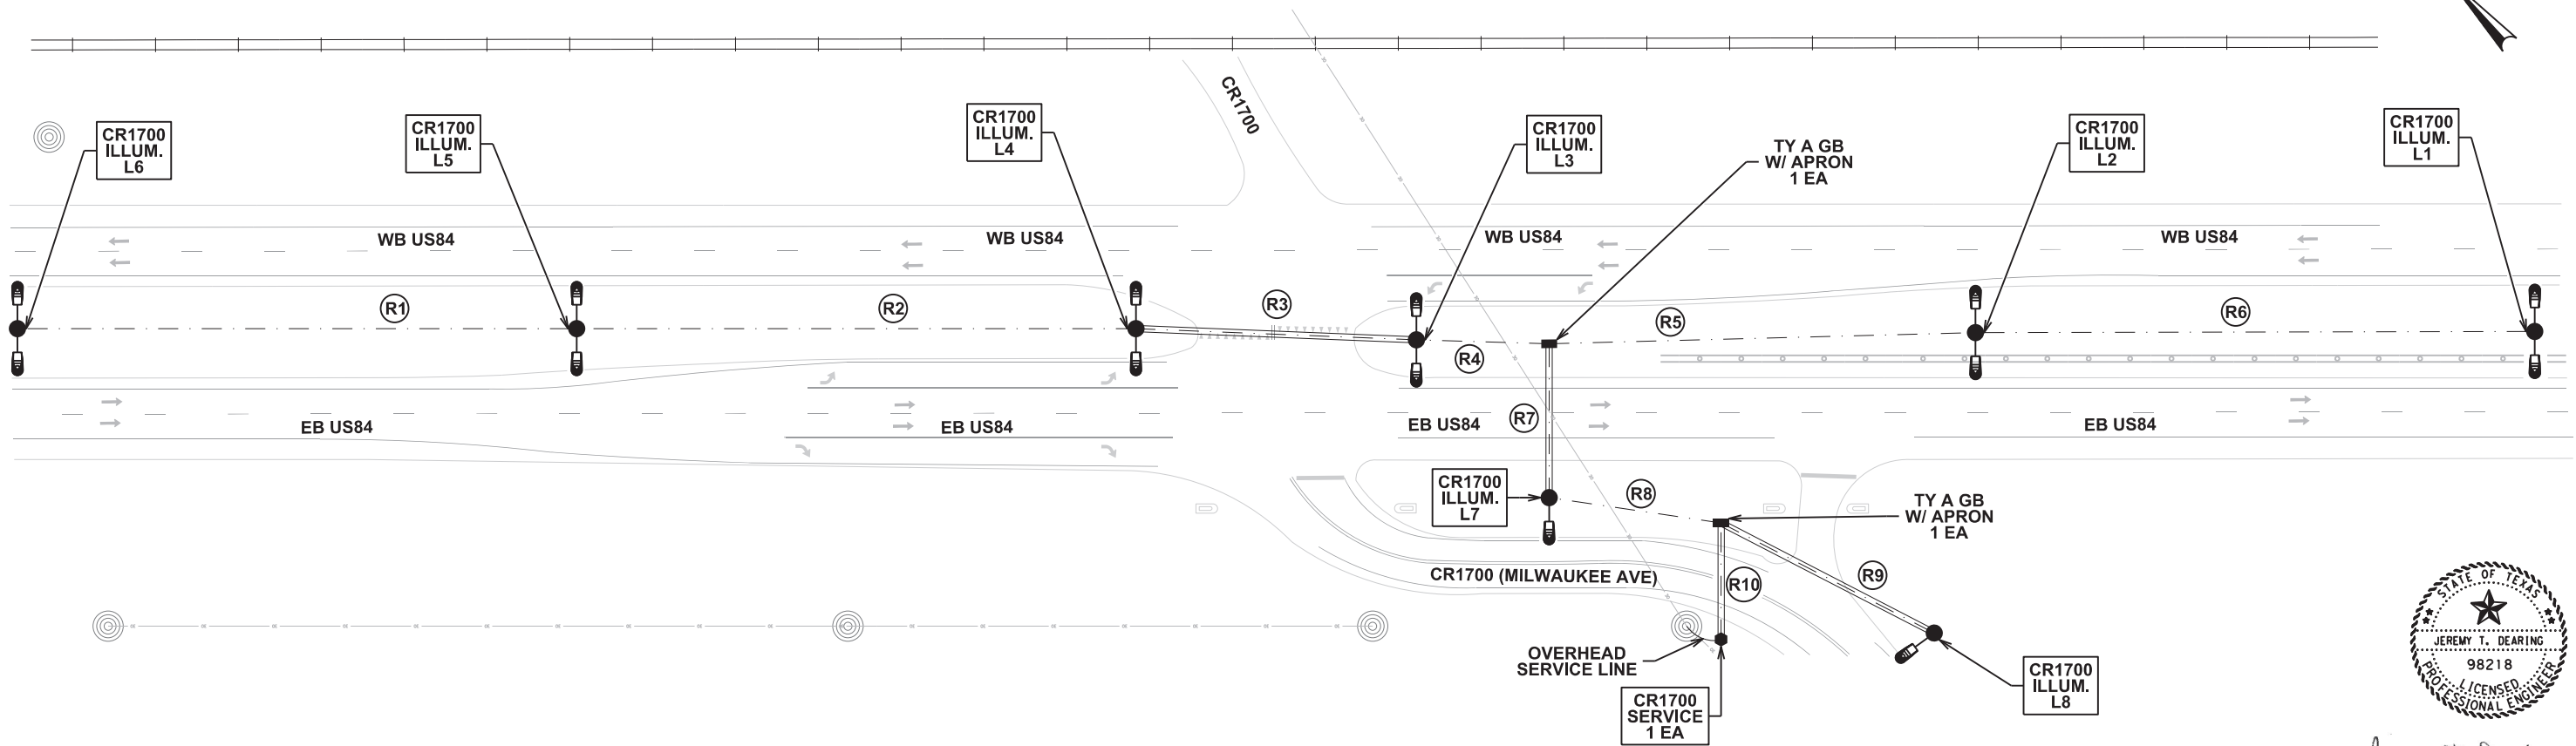 CR1700
CR1700
ILLUM.
L6
CR1700
ILLUM.
L5
CR1700
ILLUM.
L4
CR1700
ILLUM.
L3
TY A GB
W/ APRON
1 EA
CR1700
ILLUM.
L2
CR1700
ILLUM.
L1
WB US84
WB US84
WB US84
WB US84
R1
R2
R3
R4
R5
R6
EB US84
EB US84
EB US84
EB US84
R7
CR1700
ILLUM.
L7
R8
TY A GB
W/ APRON
1 EA
CR1700 (MILWAUKEE AVE)
R10
R9
OVERHEAD
SERVICE LINE
CR1700
SERVICE
1 EA
CR1700
ILLUM.
L8
STATE OF TEXAS
JEREMY T. DEARING
98218
LICENSED
PROFESSIONAL ENGINEER